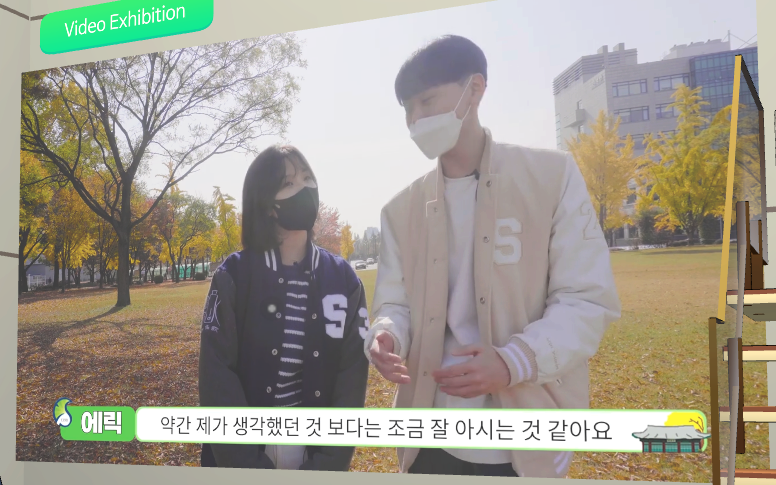 Video Exhibition
S
S
에릭
약간 제가 생각했던 것 보다는 조금 잘 아시는 것 같아요